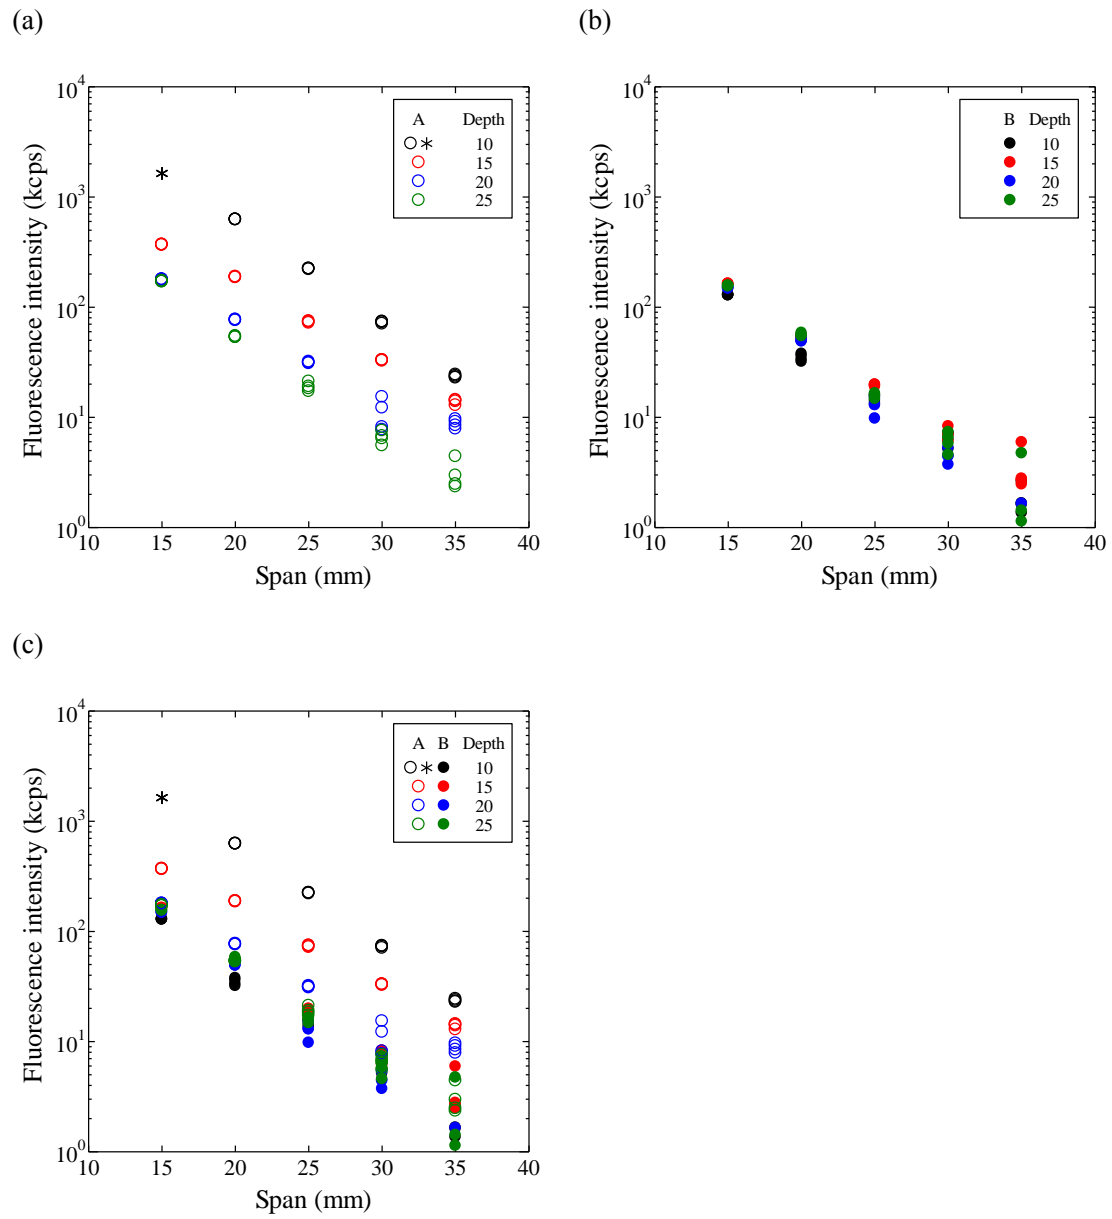 (a)
Fluorescence intensity (kcps)
10^4
10^3
10^2
10^1
10^0
10 15 20 25 30 35 40
Span (mm)
A Depth
10
15
20
25
(b)
Fluorescence intensity (kcps)
10^4
10^3
10^2
10^1
10^0
10 15 20 25 30 35 40
Span (mm)
B Depth
10
15
20
25
(c)
Fluorescence intensity (kcps)
10^4
10^3
10^2
10^1
10^0
10 15 20 25 30 35 40
Span (mm)
A B Depth
10
15
20
25